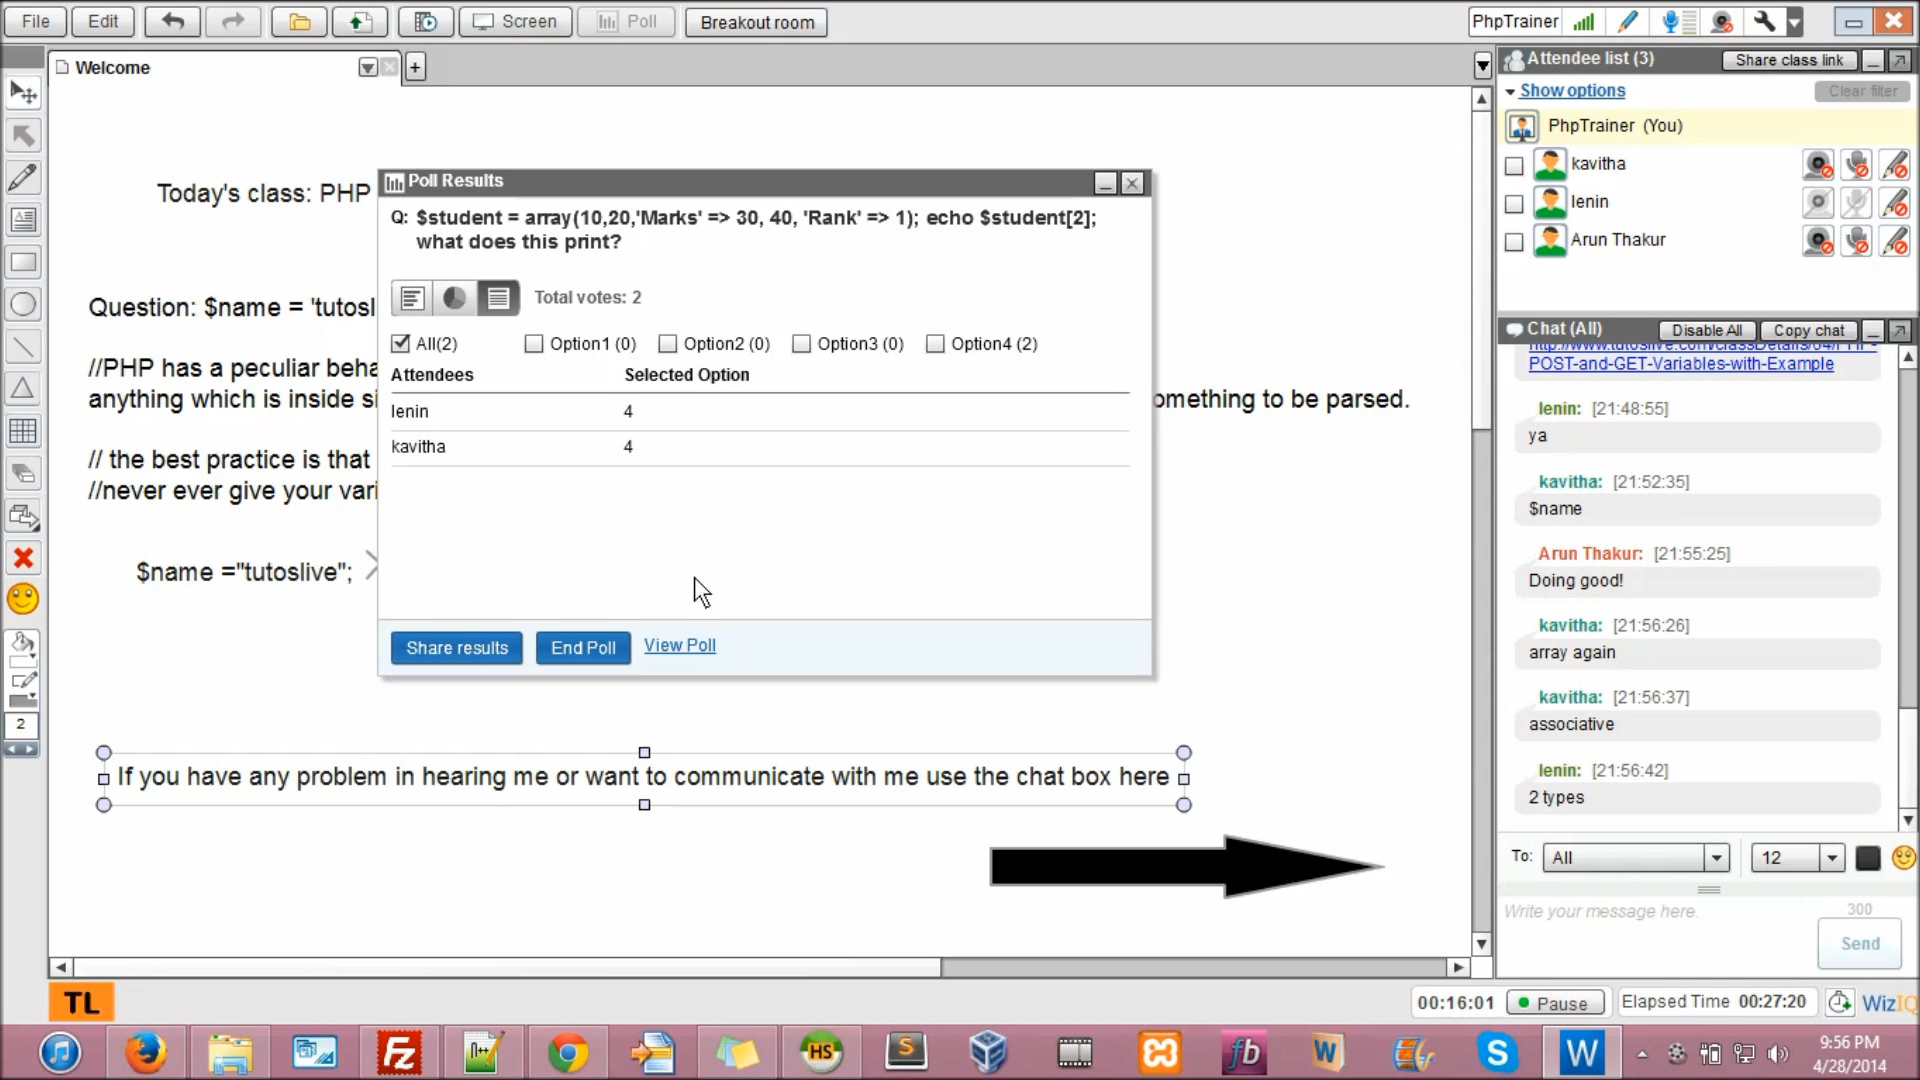 File Edit Screen Poll Breakout room PhpTrainer
Welcome
Attendee list (3) Share class link
Show options Clear filter
PhpTrainer (You)
kavitha
lenin
Arun Thakur
Today's class: PHP
Poll Results
Q: $student = array(10,20,'Marks' => 30, 40, 'Rank' => 1); echo $student[2];
what does this print?
Total votes: 2
All(2) Option1 (0) Option2 (0) Option3 (0) Option4 (2)
Attendees Selected Option
lenin 4
kavitha 4
Share results End Poll View Poll
Question: $name = 'tutosl
//PHP has a peculiar beha
anything which is inside si
omething to be parsed.
// the best practice is that
//never ever give your vari
$name ="tutoslive";
If you have any problem in hearing me or want to communicate with me use the chat box here
2
Chat (All) Disable All Copy chat
POST-and-GET-Variables-with-Example
lenin: [21:48:55]
ya
kavitha: [21:52:35]
$name
Arun Thakur: [21:55:25]
Doing good!
kavitha: [21:56:26]
array again
kavitha: [21:56:37]
associative
lenin: [21:56:42]
2 types
To: All 12
Write your message here. 300
Send
TL
00:16:01 Pause Elapsed Time 00:27:20 WizIQ
9:56 PM
4/28/2014